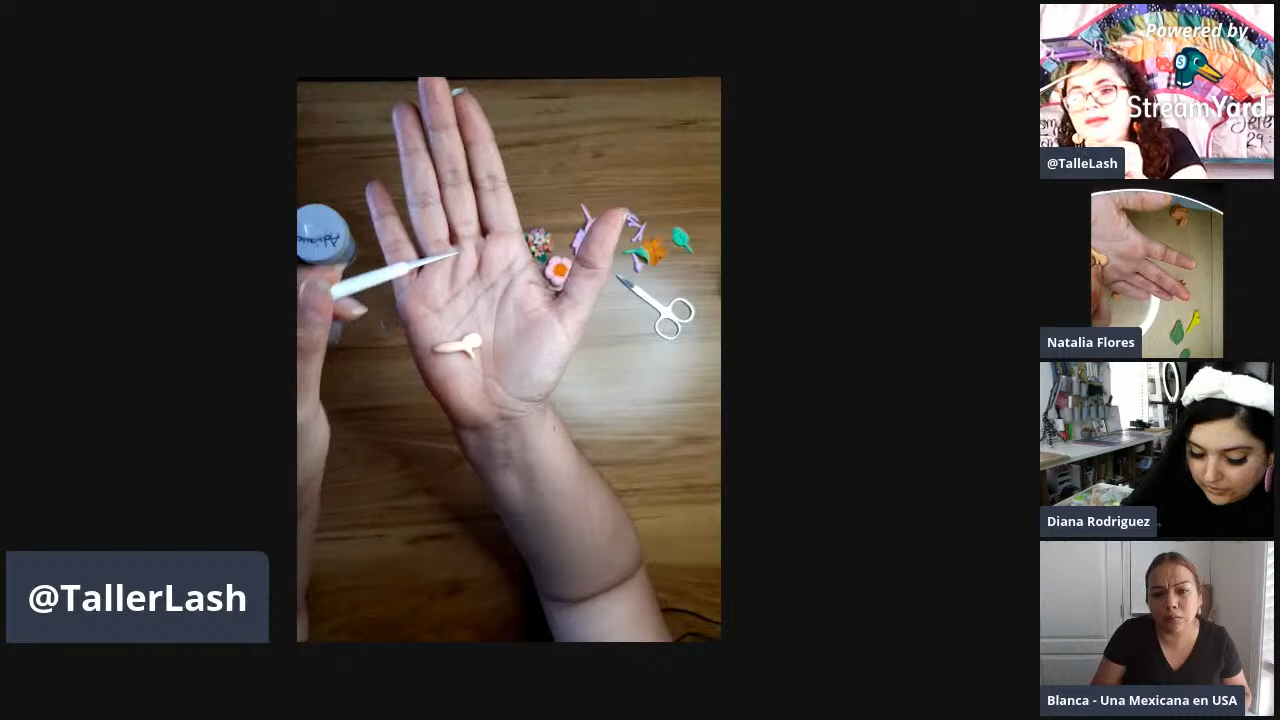 Powered by
StreamYard
@TalleLash
Natalia Flores
Diana Rodriguez
Blanca - Una Mexicana en USA
@TallerLash